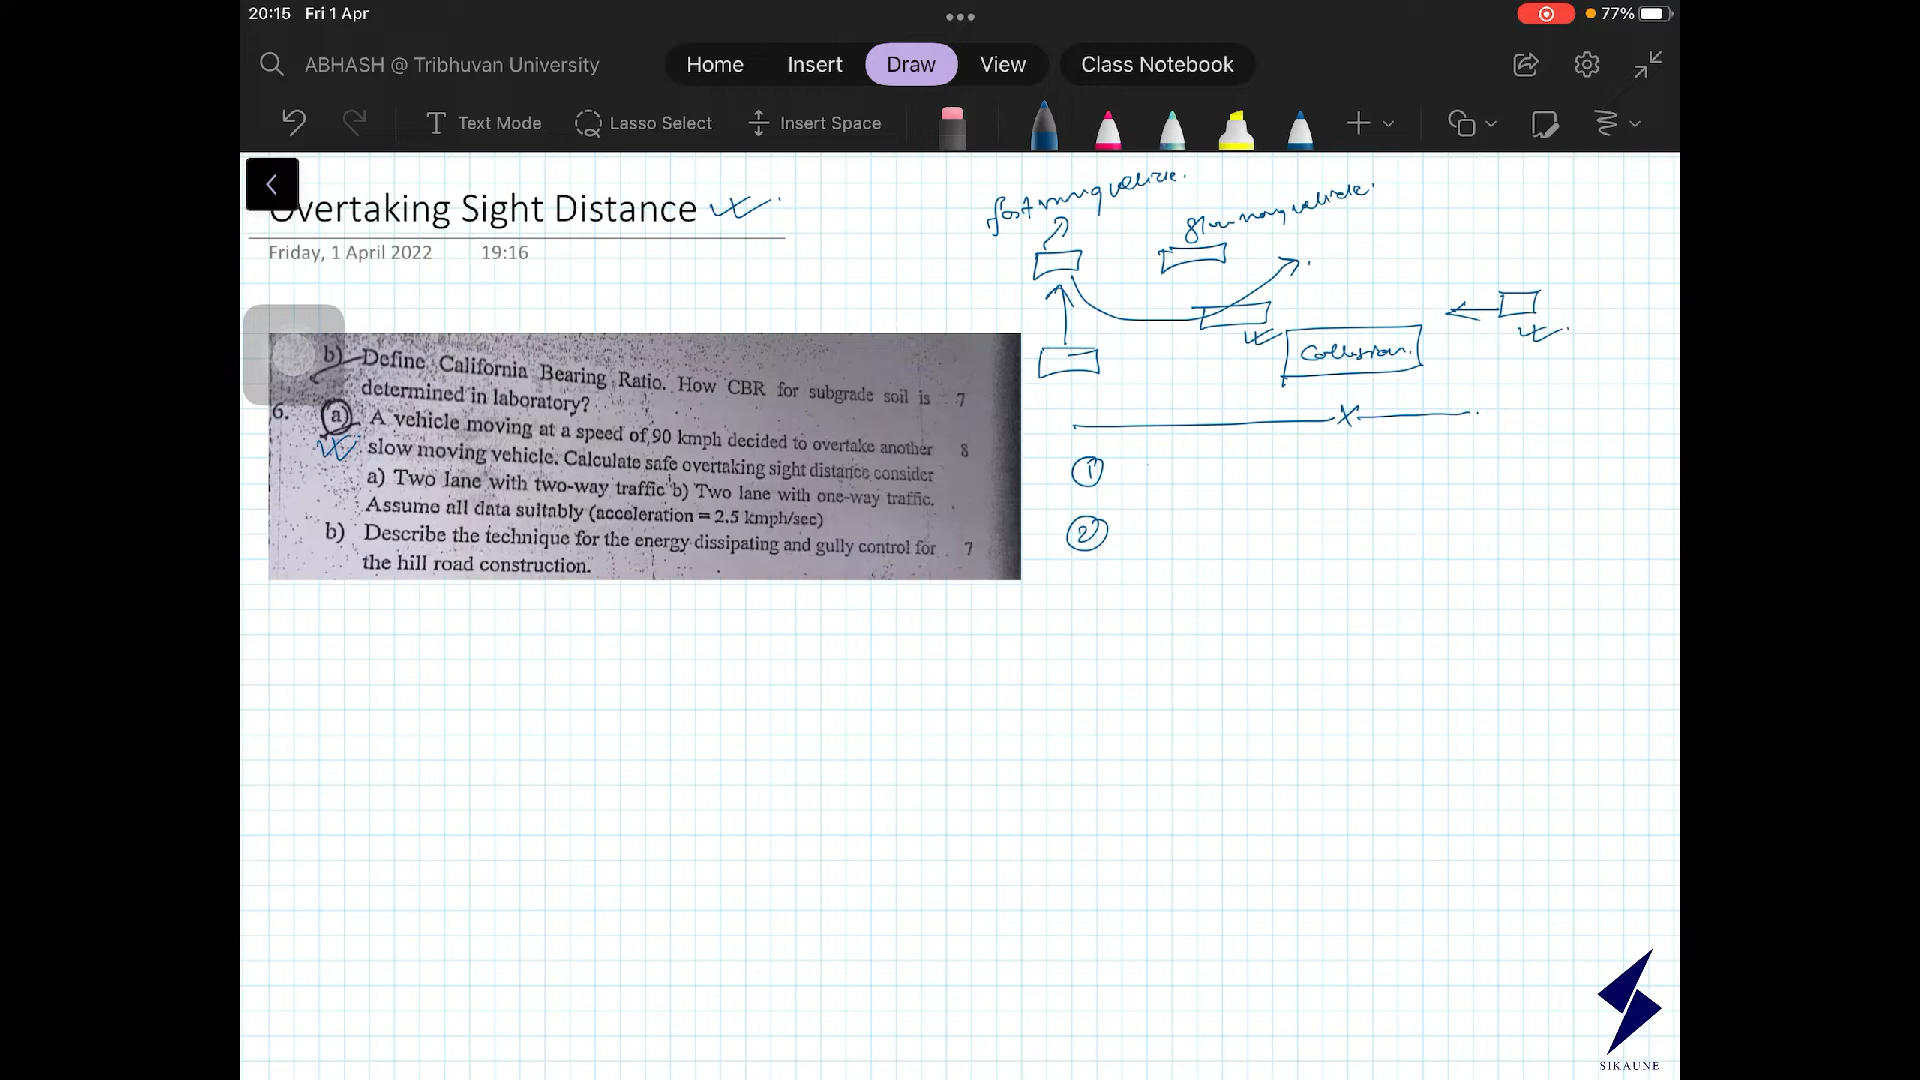 20:15 Fri 1 Apr
77%
ABHASH @ Tribhuvan University
Home Insert Draw View Class Notebook
Text Mode Lasso Select Insert Space
Overtaking Sight Distance
Friday, 1 April 2022 19:16
fast moving vehicle.
slow moving vehicle.
Collision.
b) Define California Bearing Ratio. How CBR for subgrade soil is 7
determined in laboratory?
6. a) A vehicle moving at a speed of 90 kmph decided to overtake another 8
slow moving vehicle. Calculate safe overtaking sight distance consider
a) Two lane with two-way traffic b) Two lane with one-way traffic.
Assume all data suitably (acceleration = 2.5 kmph/sec)
b) Describe the technique for the energy dissipating and gully control for 7
the hill road construction.
1
2
SIKAUNE